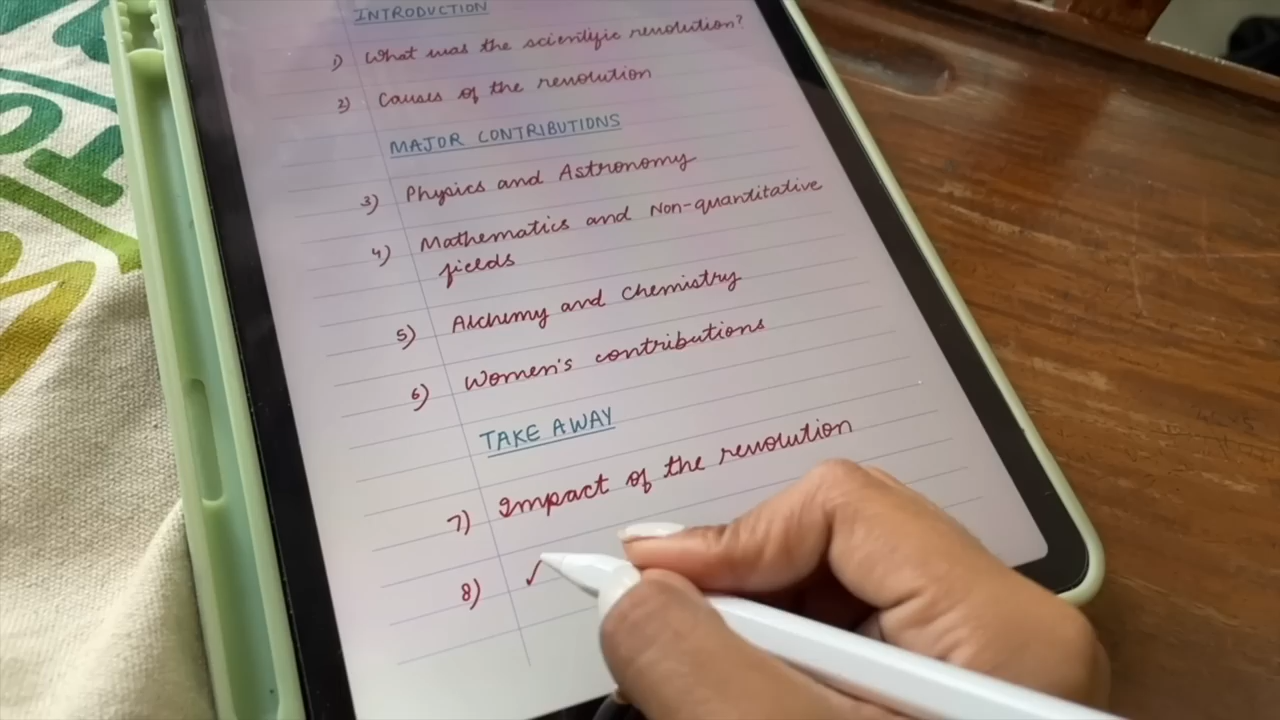 INTRODUCTION
1) What was the scientific revolution?
2) Causes of the revolution
MAJOR CONTRIBUTIONS
3) Physics and Astronomy
4) Mathematics and Non-quantitative
fields
5) Alchemy and Chemistry
6) Women's contributions
TAKE AWAY
7) Impact of the revolution
8)